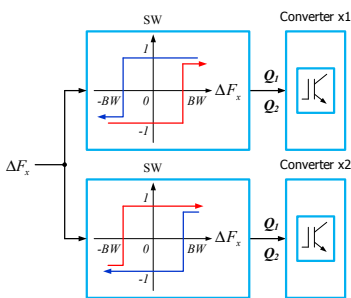 Converter x1
SW
1
-BW
0
BW
ΔFₓ
-1
Q₁
Q₂
ΔFₓ
Converter x2
SW
1
-BW
0
BW
ΔFₓ
-1
Q₁
Q₂